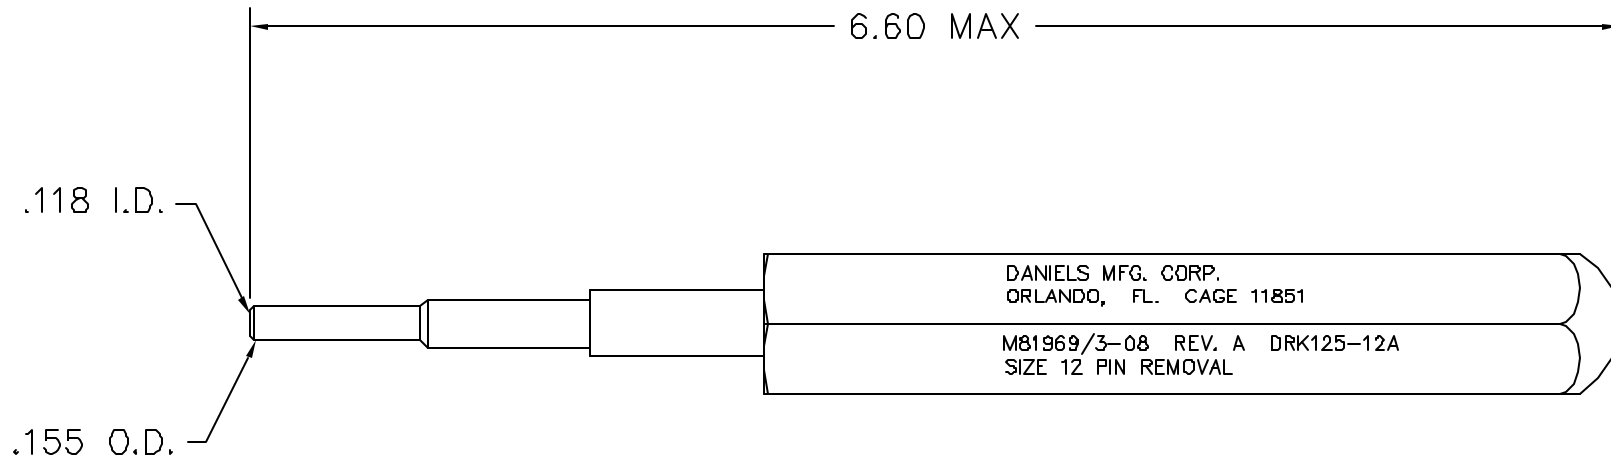 6.60 MAX
.118 I.D.
DANIELS MFG. CORP.
ORLANDO, FL. CAGE 11851
M81969/3-08 REV. A DRK125-12A
SIZE 12 PIN REMOVAL
.155 O.D.